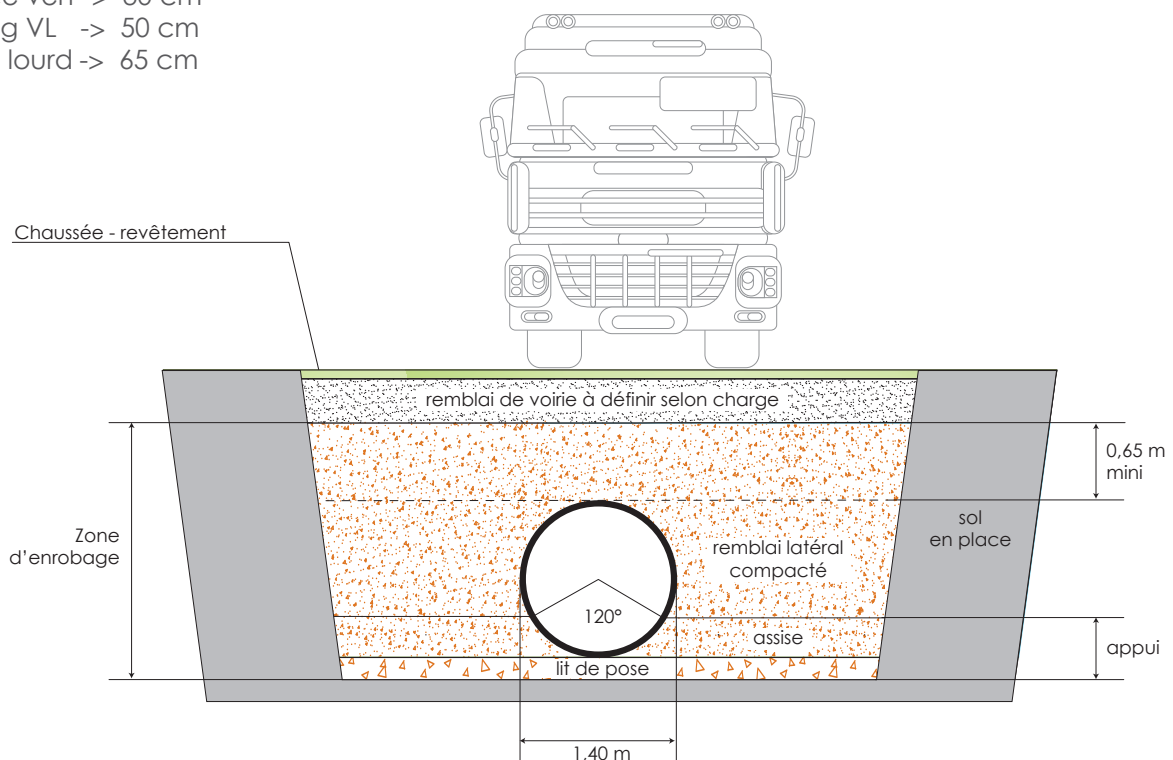 cm
g VL -> 50 cm
lourd -> 65 cm
Chaussée - revêtement
remblai de voirie à définir selon charge
0,65 m
mini
Zone
d'enrobage
sol
en place
remblai latéral
compacté
120°
assise
appui
lit de pose
1,40 m